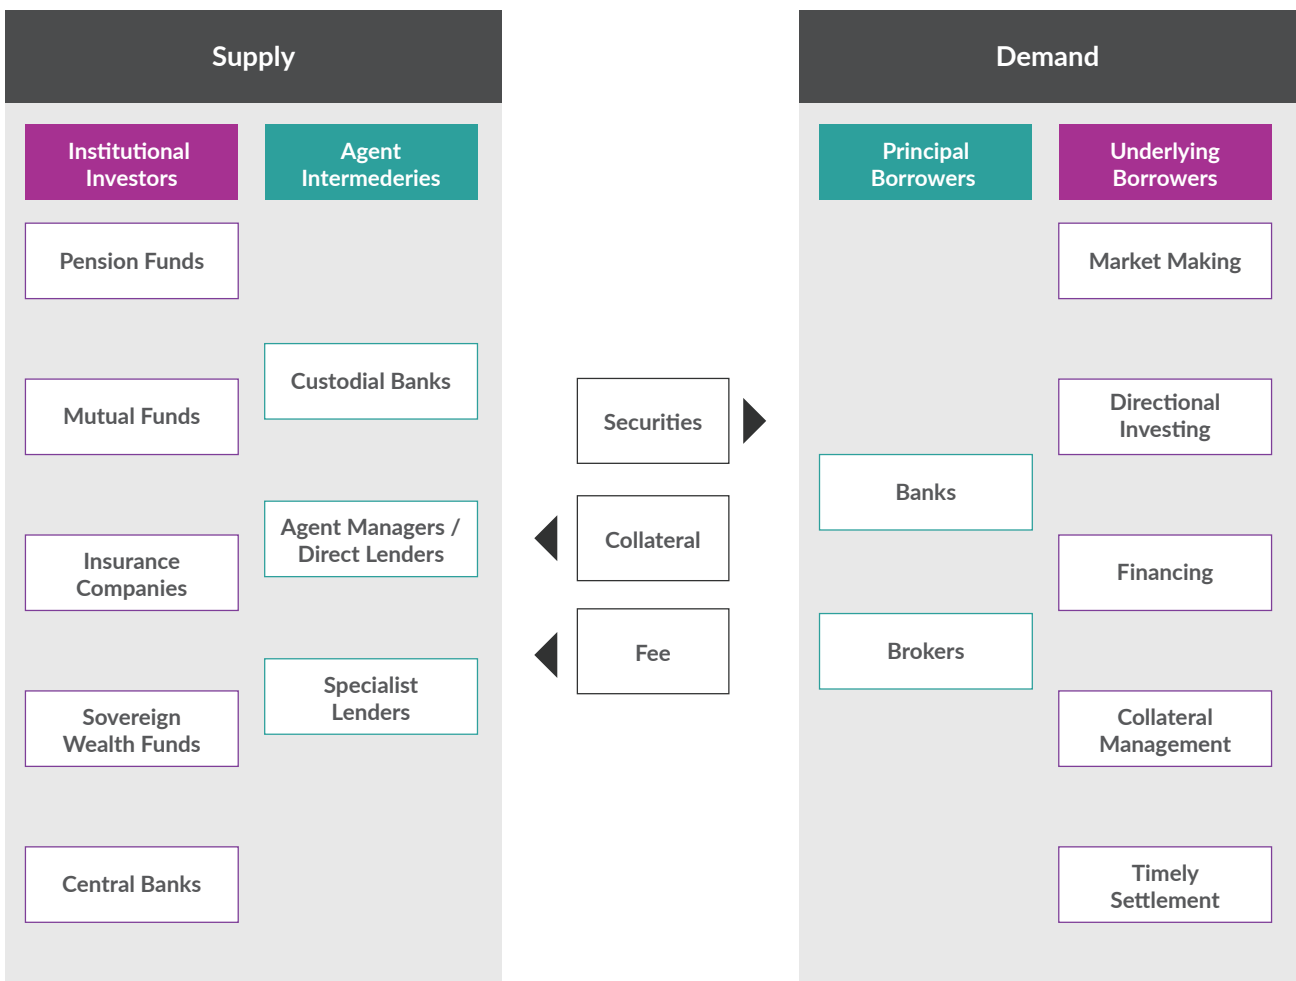 Supply
Institutional
Investors
Agent
Intermederies
Pension Funds
Mutual Funds
Insurance
Companies
Sovereign
Wealth Funds
Central Banks
Custodial Banks
Agent Managers /
Direct Lenders
Specialist
Lenders
Securities
Collateral
Fee
Demand
Principal
Borrowers
Underlying
Borrowers
Banks
Brokers
Market Making
Directional
Investing
Financing
Collateral
Management
Timely
Settlement